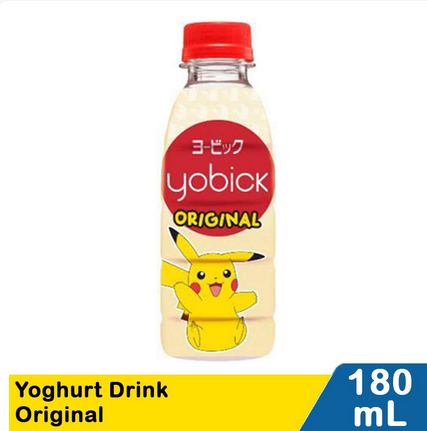 ヨービック
yobick
ORIGINAL
Yoghurt Drink
Original
180
mL